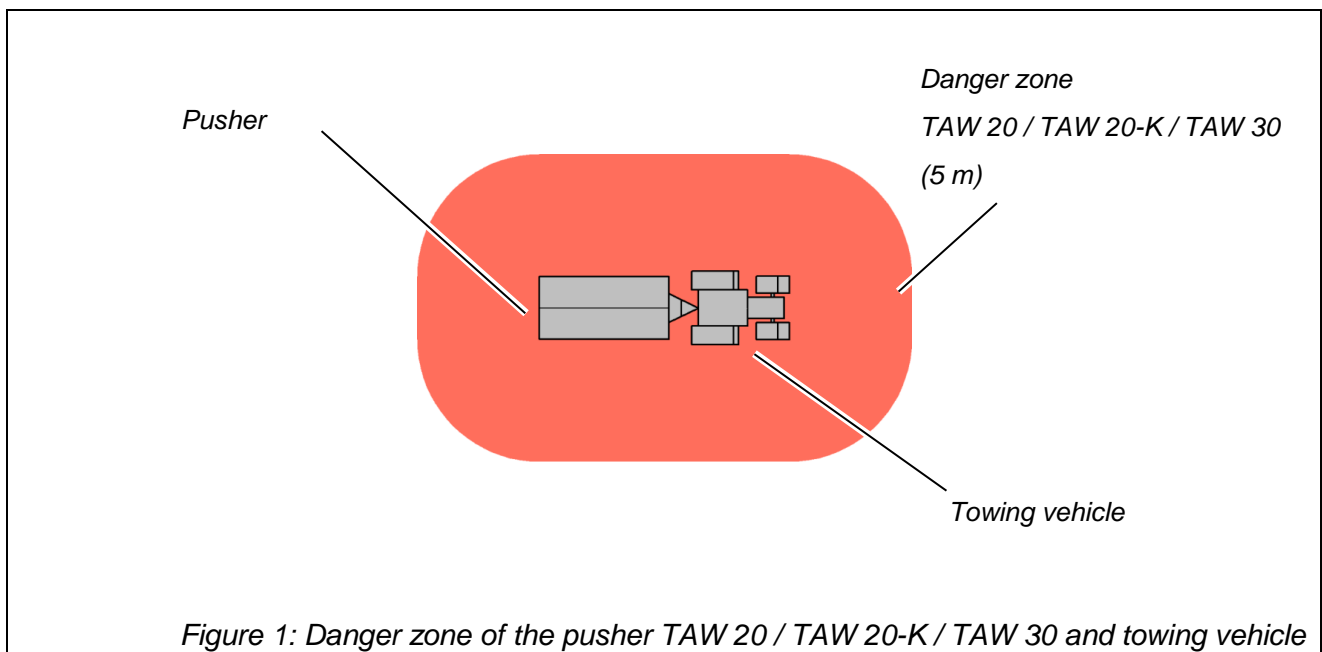 Pusher
Danger zone
TAW 20 / TAW 20-K / TAW 30
(5 m)
Towing vehicle
Figure 1: Danger zone of the pusher TAW 20 / TAW 20-K / TAW 30 and towing vehicle